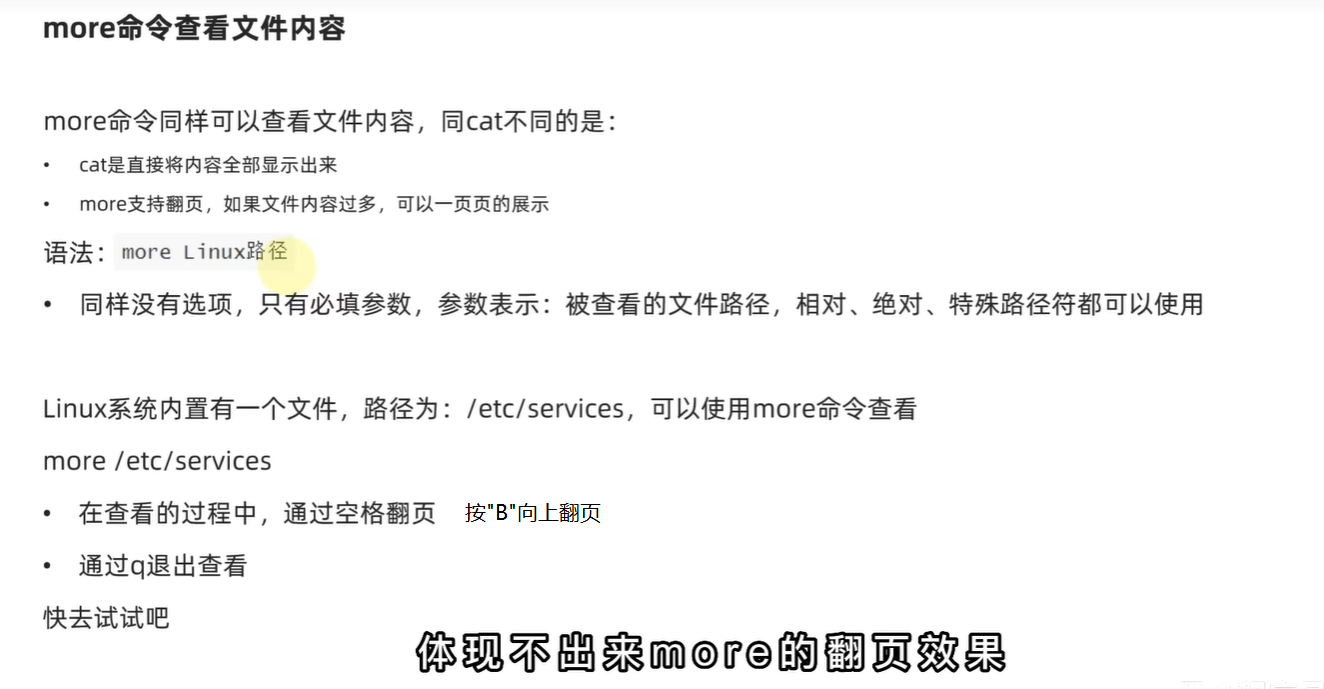 more命令查看文件内容
more命令同样可以查看文件内容，同cat不同的是：
• cat是直接将内容全部显示出来
• more支持翻页，如果文件内容过多，可以一页页的展示
语法：more Linux路径
• 同样没有选项，只有必填参数，参数表示：被查看的文件路径，相对、绝对、特殊路径符都可以使用
Linux系统内置有一个文件，路径为：/etc/services，可以使用more命令查看
more /etc/services
• 在查看的过程中，通过空格翻页 按"B"向上翻页
• 通过q退出查看
快去试试吧
体现不出来more的翻页效果